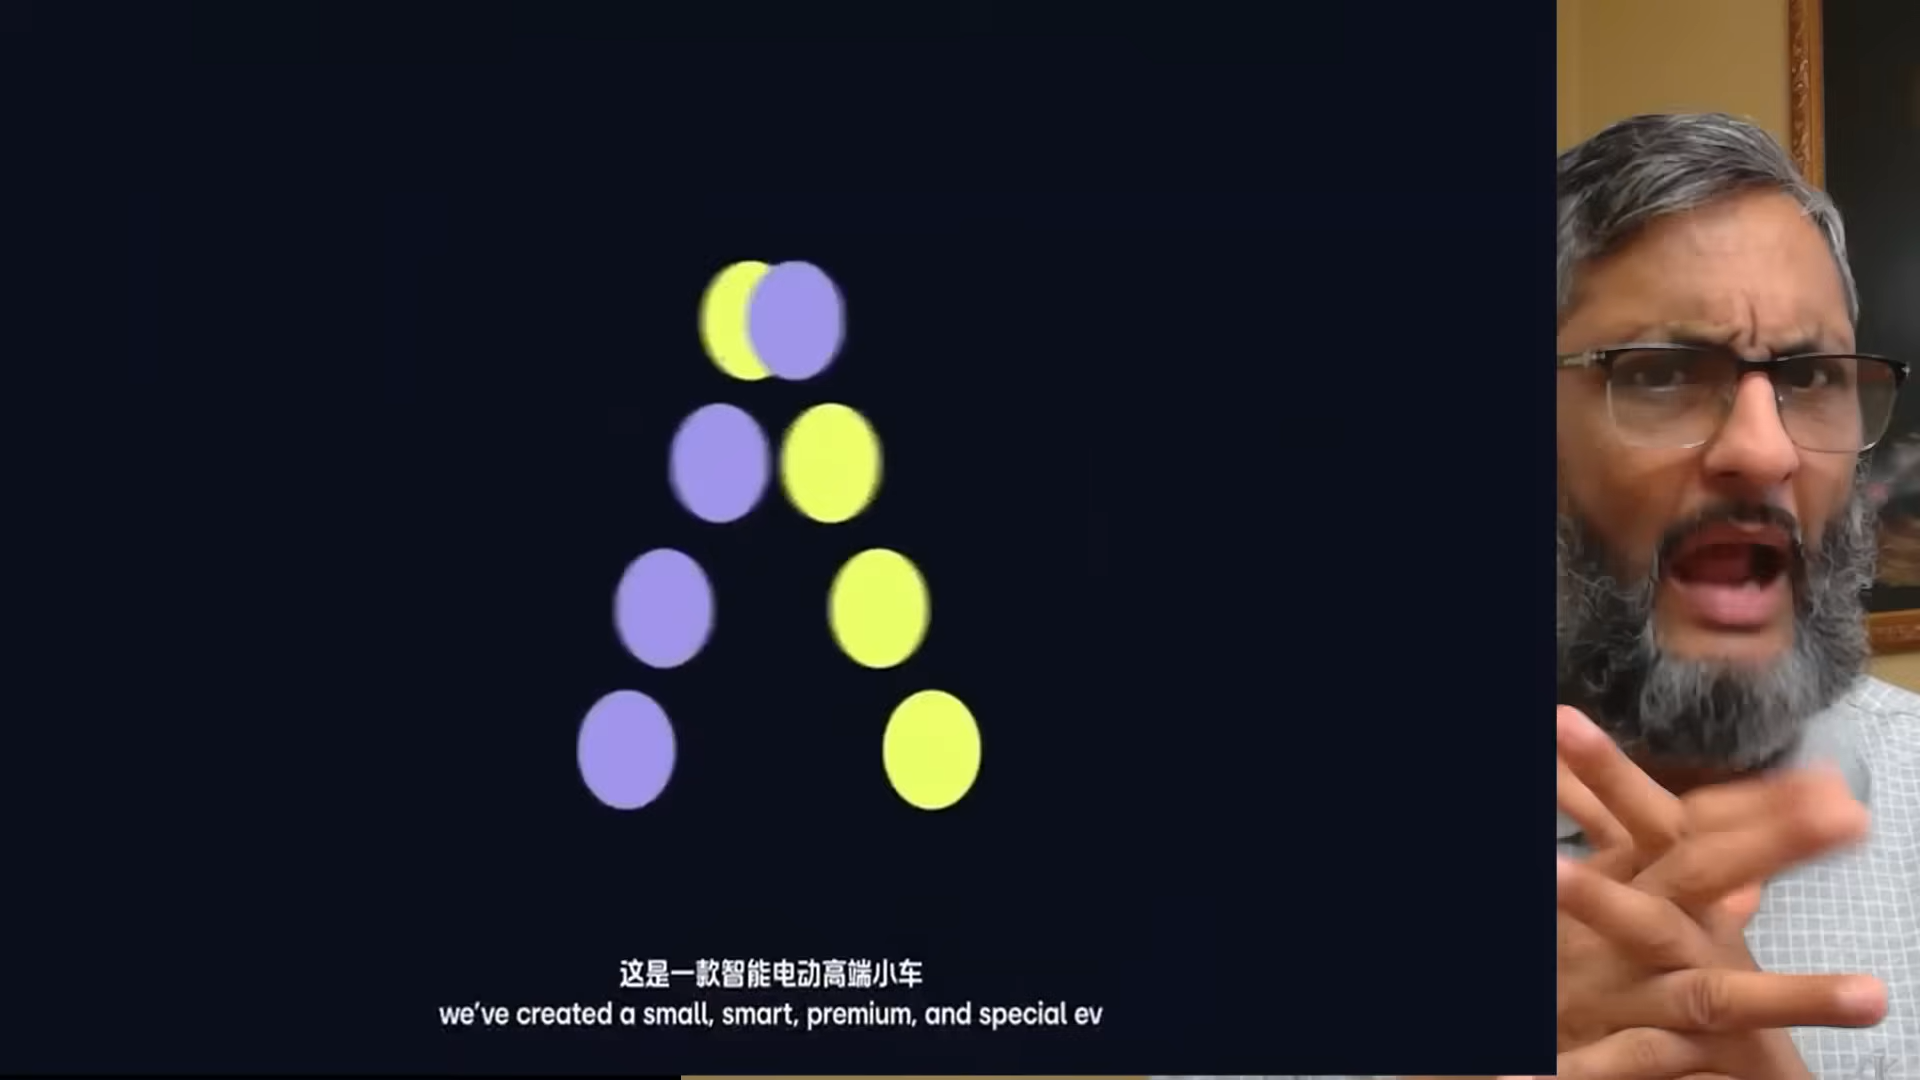 这是一款智能电动高端小车
we've created a small, smart, premium, and special ev